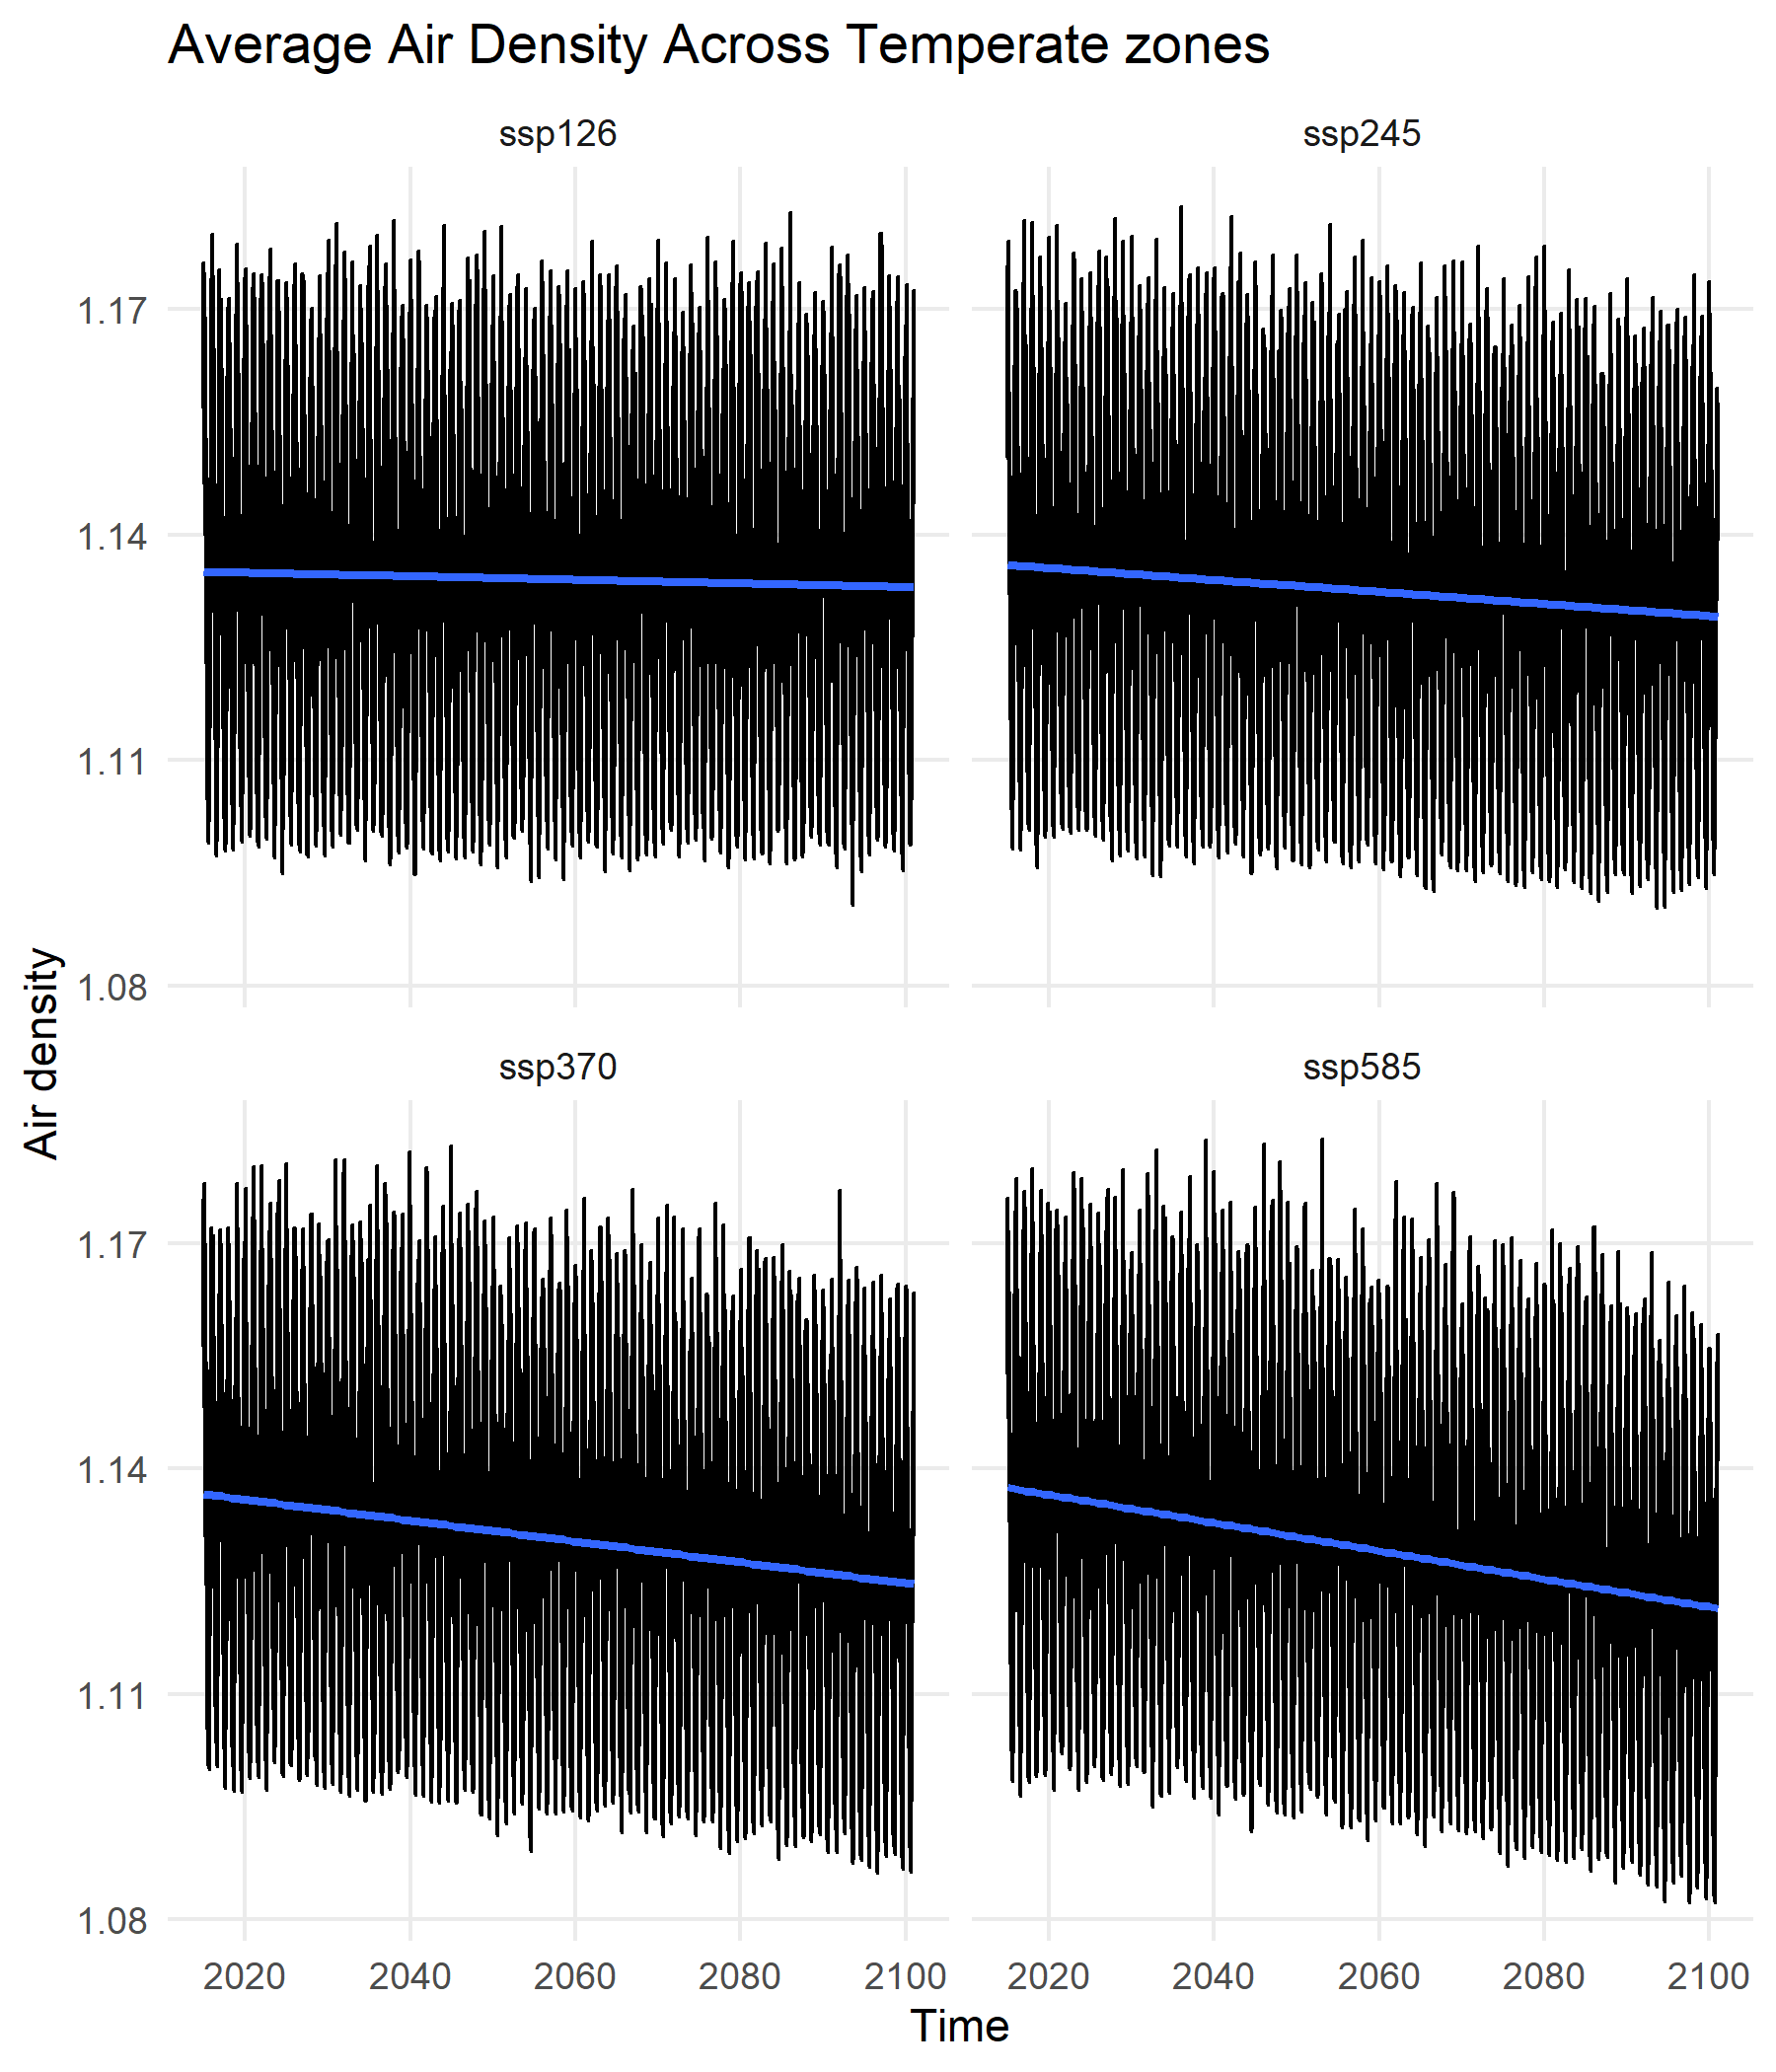 Average Air Density Across Temperate zones
ssp126
ssp245
1.17
1.14
1.11
1.08
Air density
ssp370
ssp585
1.17
1.14
1.11
1.08
2020 2040 2060 2080 2100 2020 2040 2060 2080 2100
Time